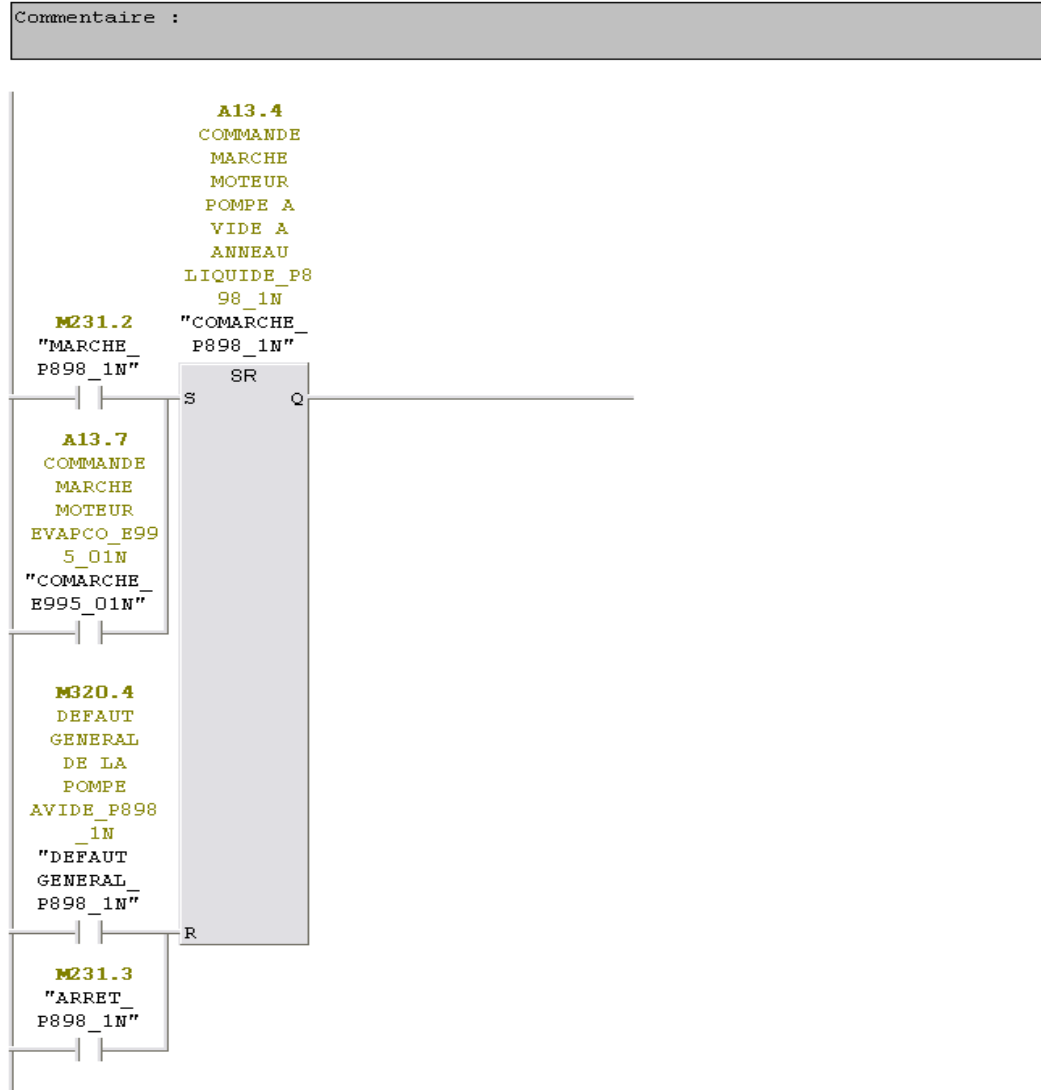 Commentaire :
A13.4
COMMANDE
MARCHE
MOTEUR
POMPE A
VIDE A
ANNEAU
LIQUIDE_P8
98_1N
"COMARCHE_
P898_1N"
M231.2
"MARCHE_
P898_1N"
SR
S
Q
A13.7
COMMANDE
MARCHE
MOTEUR
EVAPCO_E99
5_01N
"COMARCHE_
E995_01N"
M320.4
DEFAUT
GENERAL
DE LA
POMPE
AVIDE_P898
_1N
"DEFAUT
GENERAL_
P898_1N"
R
M231.3
"ARRET_
P898_1N"